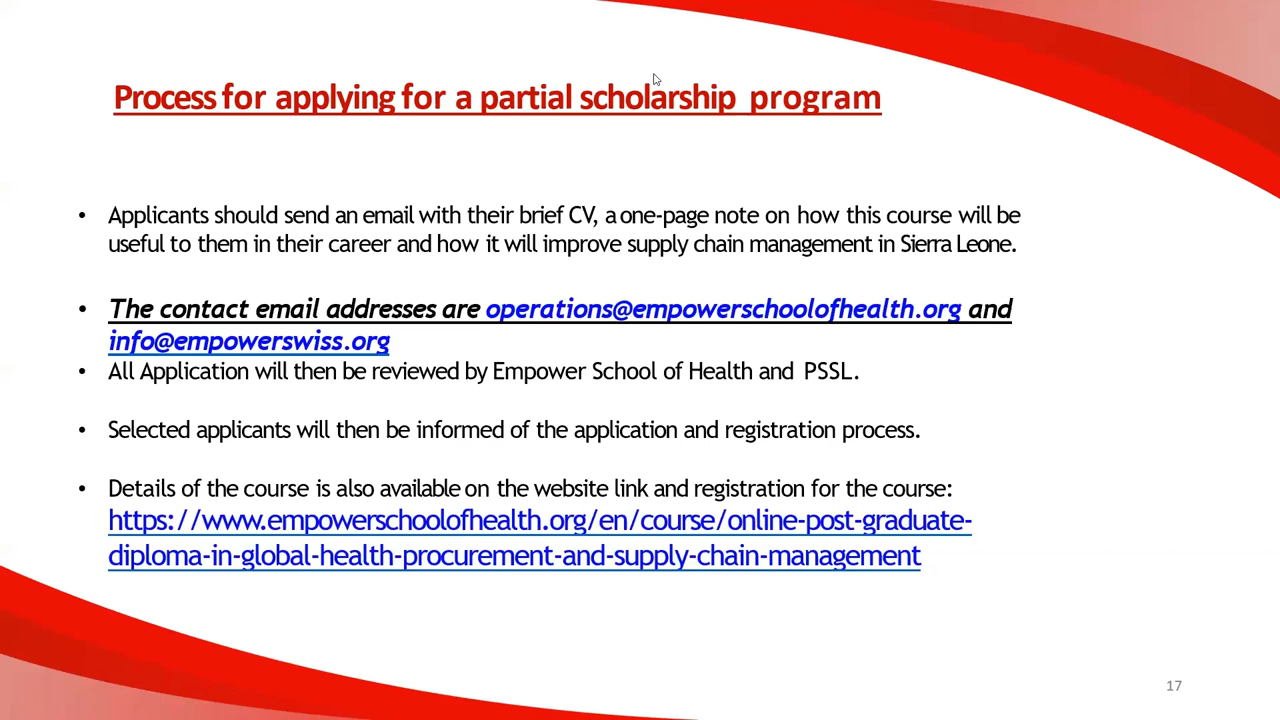 Process for applying for a partial scholarship program
• Applicants should send an email with their brief CV, a one-page note on how this course will be
useful to them in their career and how it will improve supply chain management in Sierra Leone.
• The contact email addresses are operations@empowerschoolofhealth.org and
info@empowerswiss.org
• All Application will then be reviewed by Empower School of Health and PSSL.
• Selected applicants will then be informed of the application and registration process.
• Details of the course is also available on the website link and registration for the course:
https://www.empowerschoolofhealth.org/en/course/online-post-graduate-
diploma-in-global-health-procurement-and-supply-chain-management
17